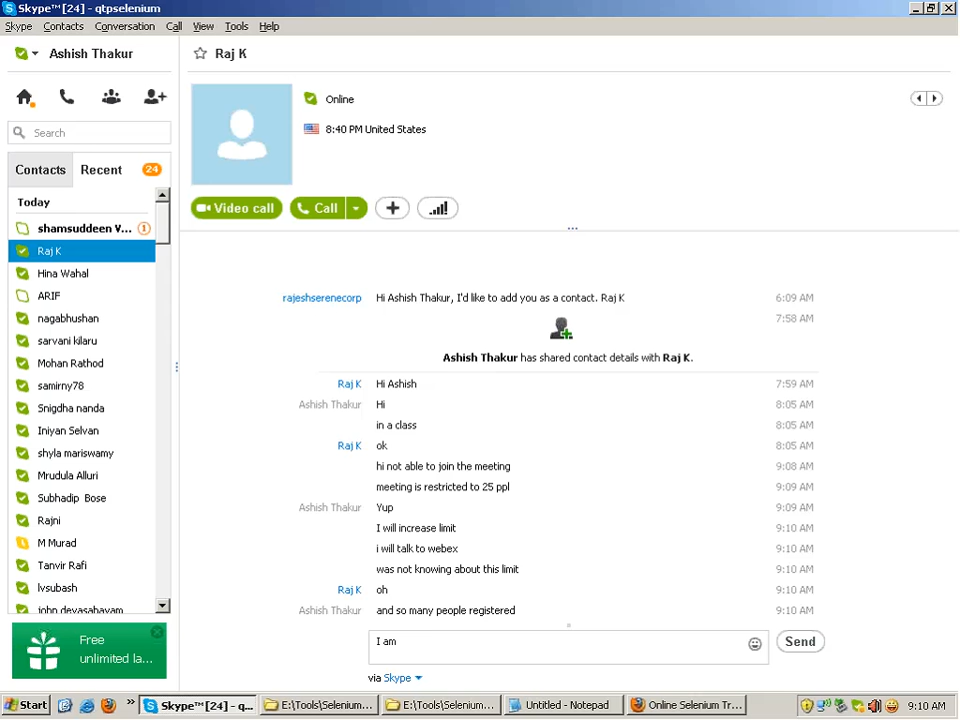 Skype™ [24] - qtpselenium
Skype Contacts Conversation Call View Tools Help
Ashish Thakur
Raj K
Online
8:40 PM United States
Search
Contacts Recent 24
Video call Call
Today
shamsuddeen V... 1
Raj K
Hina Wahal
ARIF
nagabhushan
sarvani kilaru
Mohan Rathod
samirny78
Snigdha nanda
Iniyan Selvan
shyla mariswamy
Mrudula Alluri
Subhadip Bose
Rajni
M Murad
Tanvir Rafi
lvsubash
john devasahayam
Free
unlimited la...
rajeshserenecorp Hi Ashish Thakur, I'd like to add you as a contact. Raj K 6:09 AM
7:58 AM
Ashish Thakur has shared contact details with Raj K.
Raj K Hi Ashish 7:59 AM
Ashish Thakur Hi 8:05 AM
in a class 8:05 AM
Raj K ok 8:05 AM
hi not able to join the meeting 9:08 AM
meeting is restricted to 25 ppl 9:09 AM
Ashish Thakur Yup 9:09 AM
I will increase limit 9:10 AM
i will talk to webex 9:10 AM
was not knowing about this limit 9:10 AM
Raj K oh 9:10 AM
Ashish Thakur and so many people registered 9:10 AM
I am
Send
via Skype
Start Skype™ [24] - q... E:\Tools\Selenium... E:\Tools\Selenium... Untitled - Notepad Online Selenium Tr... 9:10 AM